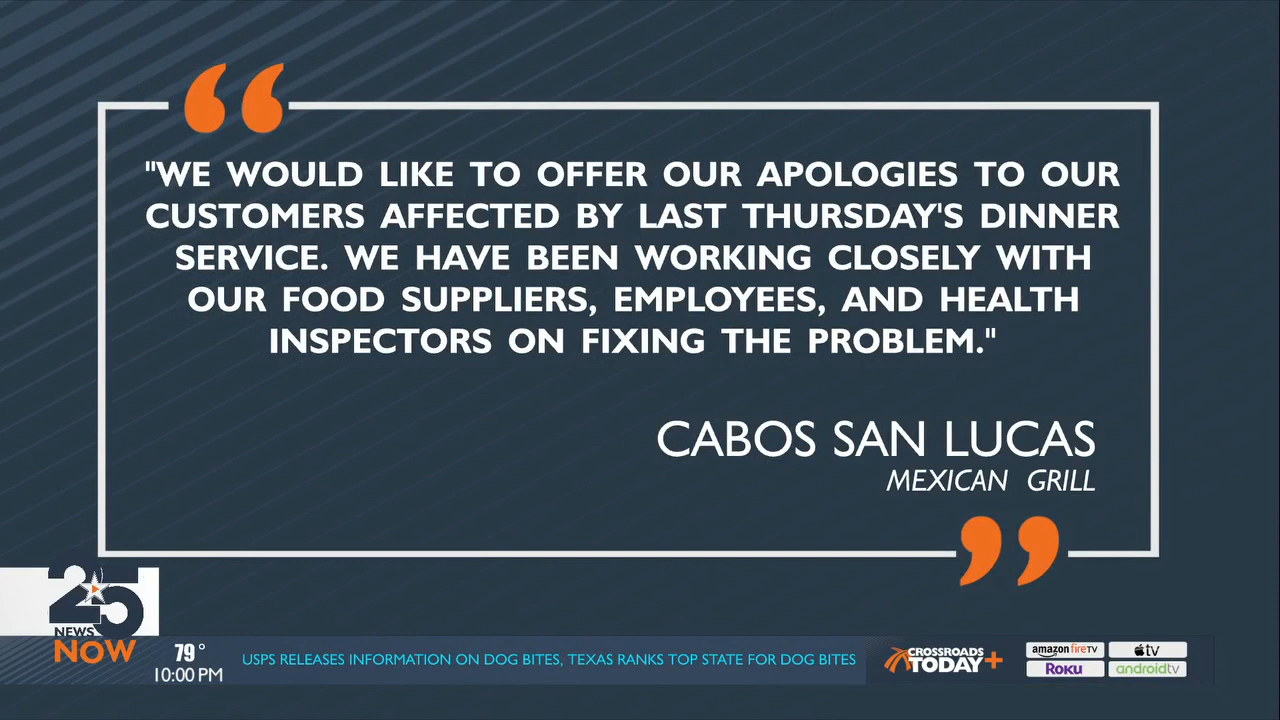 "WE WOULD LIKE TO OFFER OUR APOLOGIES TO OUR
CUSTOMERS AFFECTED BY LAST THURSDAY'S DINNER
SERVICE. WE HAVE BEEN WORKING CLOSELY WITH
OUR FOOD SUPPLIERS, EMPLOYEES, AND HEALTH
INSPECTORS ON FIXING THE PROBLEM."
CABOS SAN LUCAS
MEXICAN GRILL
25
NEWS
NOW
79°
10:00 PM
USPS RELEASES INFORMATION ON DOG BITES, TEXAS RANKS TOP STATE FOR DOG BITES
CROSSROADS
TODAY+
amazon fireTV
tv
Roku
androidtv